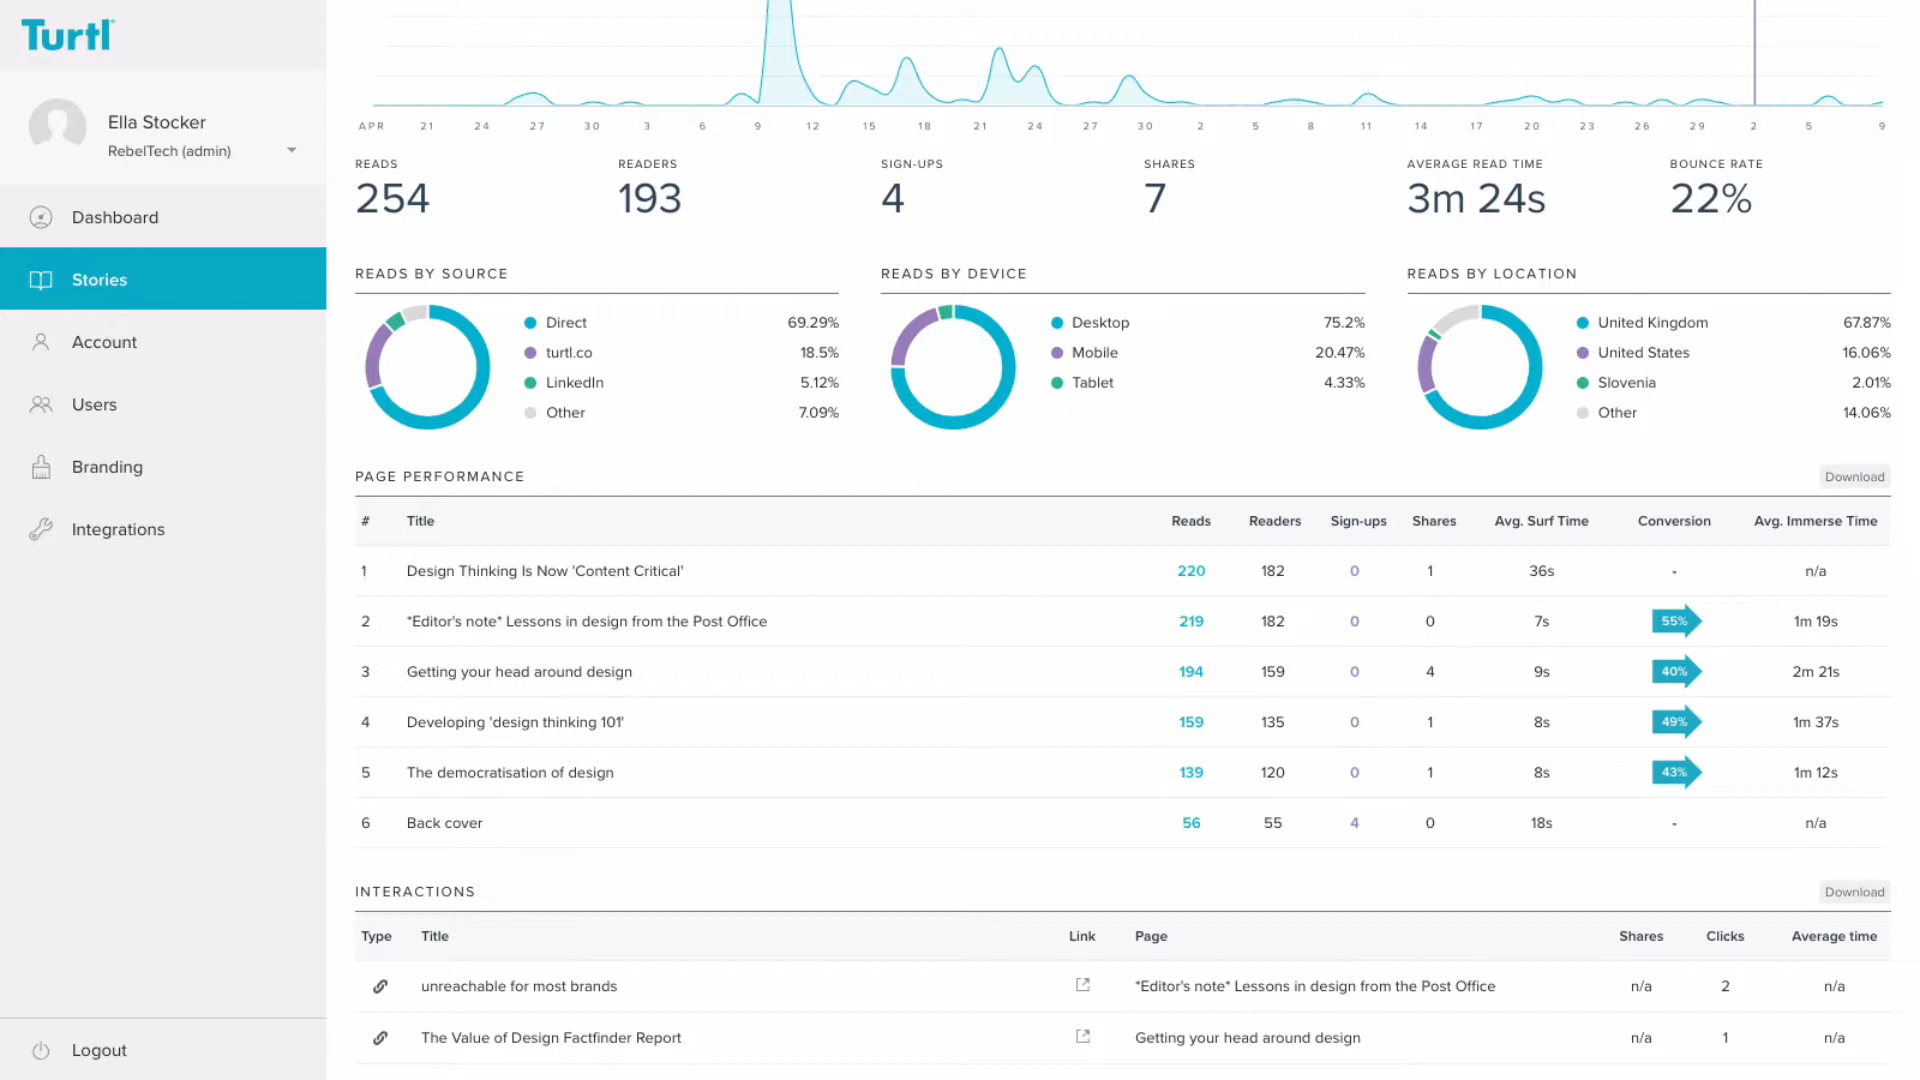 Turtl
Ella Stocker
RebelTech (admin)
Dashboard
Stories
Account
Users
Branding
Integrations
Logout
APR 21 24 27 30 3 6 9 12 15 18 21 24 27 30 2 5 8 11 14 17 20 23 26 29 2 5 9
READS READERS SIGN-UPS SHARES AVERAGE READ TIME BOUNCE RATE
254 193 4 7 3m 24s 22%
READS BY SOURCE
Direct 69.29%
turtl.co 18.5%
LinkedIn 5.12%
Other 7.09%
READS BY DEVICE
Desktop 75.2%
Mobile 20.47%
Tablet 4.33%
READS BY LOCATION
United Kingdom 67.87%
United States 16.06%
Slovenia 2.01%
Other 14.06%
PAGE PERFORMANCE Download
# Title Reads Readers Sign-ups Shares Avg. Surf Time Conversion Avg. Immerse Time
1 Design Thinking Is Now 'Content Critical' 220 182 0 1 36s - n/a
2 *Editor's note* Lessons in design from the Post Office 219 182 0 0 7s 55% 1m 19s
3 Getting your head around design 194 159 0 4 9s 40% 2m 21s
4 Developing 'design thinking 101' 159 135 0 1 8s 49% 1m 37s
5 The democratisation of design 139 120 0 1 8s 43% 1m 12s
6 Back cover 56 55 4 0 18s - n/a
INTERACTIONS Download
Type Title Link Page Shares Clicks Average time
unreachable for most brands *Editor's note* Lessons in design from the Post Office n/a 2 n/a
The Value of Design Factfinder Report Getting your head around design n/a 1 n/a